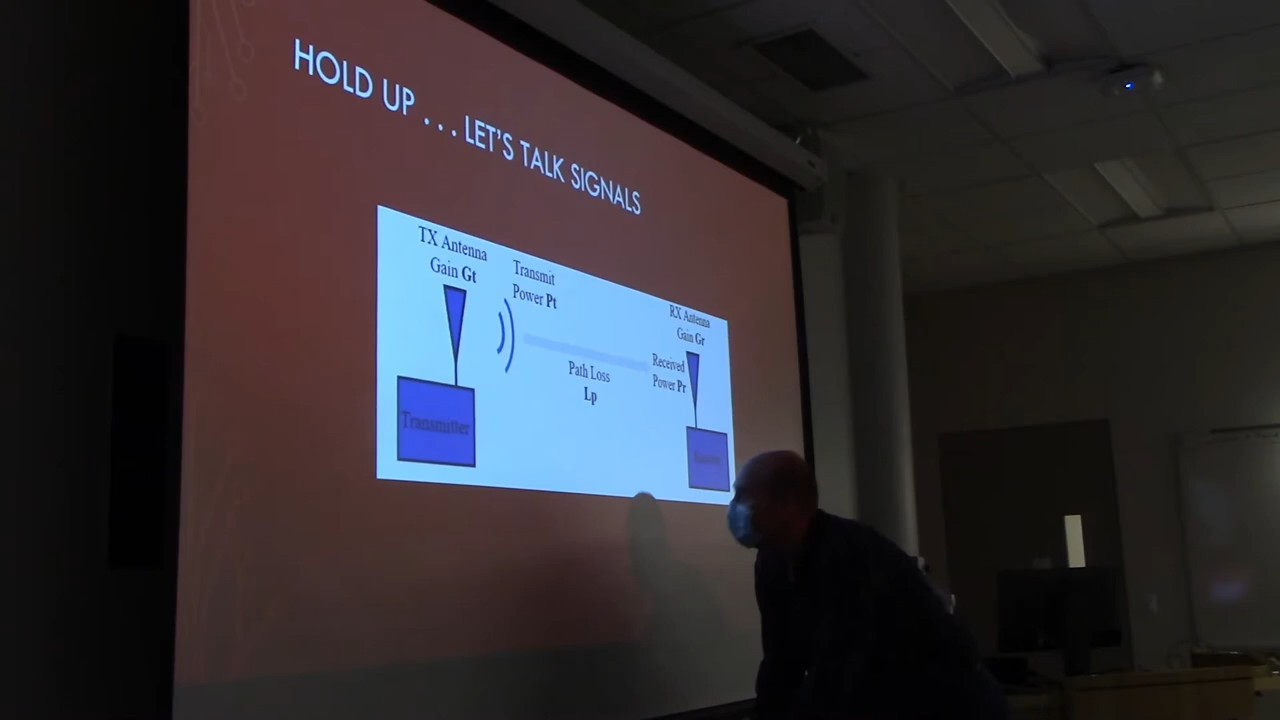 HOLD UP . . . LET'S TALK SIGNALS
TX Antenna
Gain Gt
Transmit
Power Pt
RX Antenna
Gain Gr
Received
Power Pr
Path Loss
Lp
Transmitter